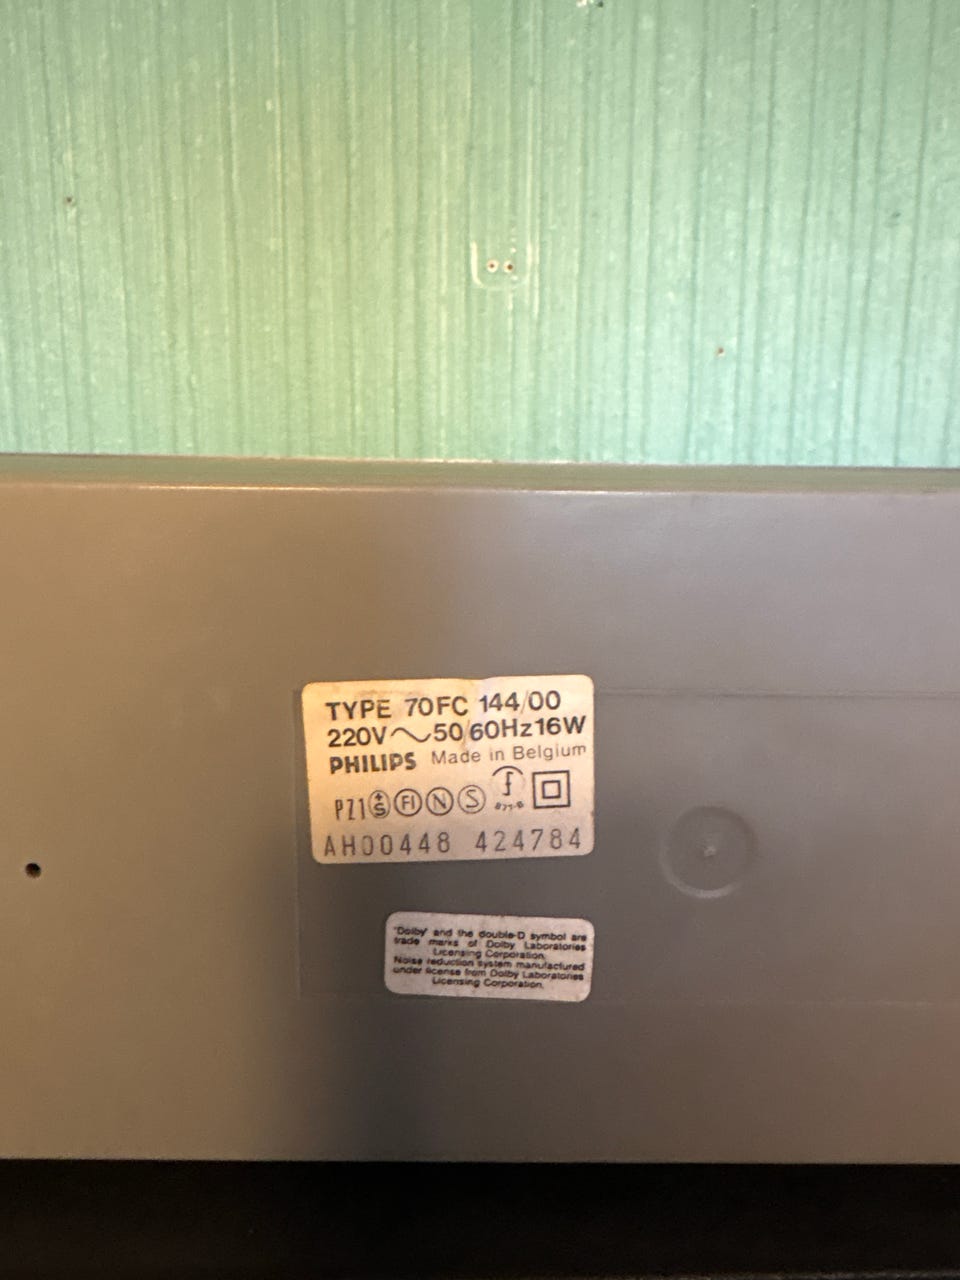 TYPE 70FC 144/00
220V ~ 50/60Hz 16W
PHILIPS Made in Belgium
PZ1 S FI N S
AH00448 424784
'Dolby' and the double-D symbol are
trade marks of Dolby Laboratories
Licensing Corporation.
Noise reduction system manufactured
under license from Dolby Laboratories
Licensing Corporation.